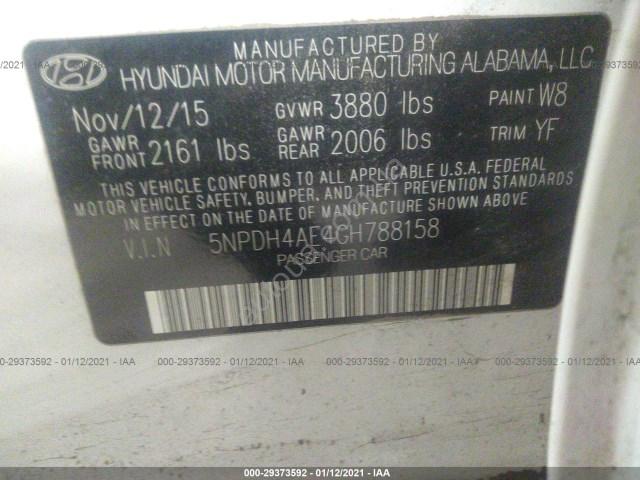 MANUFACTURED BY
HYUNDAI MOTOR MANUFACTURING ALABAMA, LLC
Nov/12/15 GVWR 3880 lbs PAINT W8
GAWR FRONT 2161 lbs GAWR REAR 2006 lbs TRIM YF
THIS VEHICLE CONFORMS TO ALL APPLICABLE U.S.A. FEDERAL
MOTOR VEHICLE SAFETY, BUMPER, AND THEFT PREVENTION STANDARDS
IN EFFECT ON THE DATE OF MANUFACTURE SHOWN ABOVE.
V.I.N 5NPDH4AE4GH788158
PASSENGER CAR
autoua.org
000-29373592 - 01/12/2021 - IAA 000-29373592 - 01/12/2021 - IAA
000-29373592 - 01/12/2021 - IAA